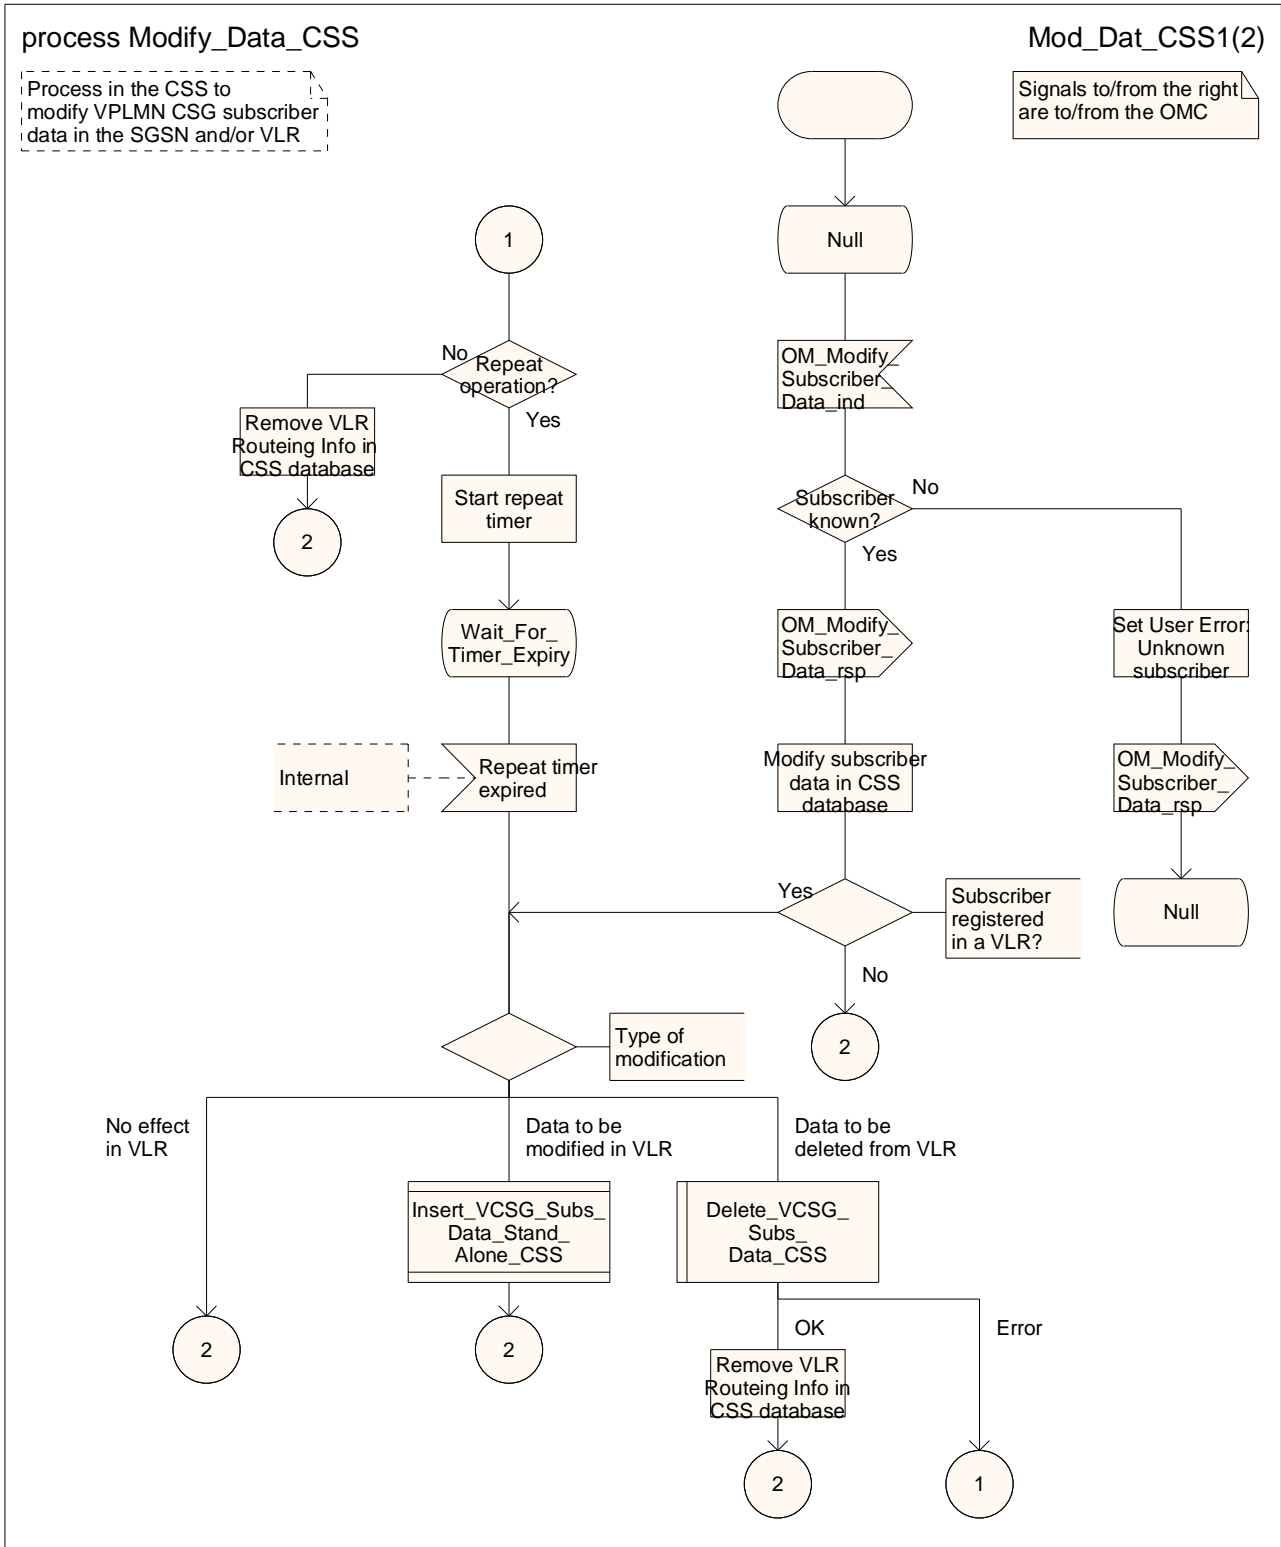 process Modify_Data_CSS
Mod_Dat_CSS1(2)
Process in the CSS to
modify VPLMN CSG subscriber
data in the SGSN and/or VLR
Signals to/from the right
are to/from the OMC
1
Null
Repeat
operation?
No
Yes
OM_Modify_
Subscriber_
Data_ind
Remove VLR
Routeing Info in
CSS database
2
Start repeat
timer
Subscriber
known?
No
Yes
Wait_For_
Timer_Expiry
OM_Modify_
Subscriber_
Data_rsp
Set User Error:
Unknown
subscriber
Internal
Repeat timer
expired
Modify subscriber
data in CSS
database
OM_Modify_
Subscriber_
Data_rsp
Yes
Subscriber
registered
in a VLR?
Null
No
2
Type of
modification
No effect
in VLR
Data to be
modified in VLR
Data to be
deleted from VLR
Insert_VCSG_Subs_
Data_Stand_
Alone_CSS
Delete_VCSG_
Subs_
Data_CSS
2
2
OK
Error
Remove VLR
Routeing Info in
CSS database
2
1